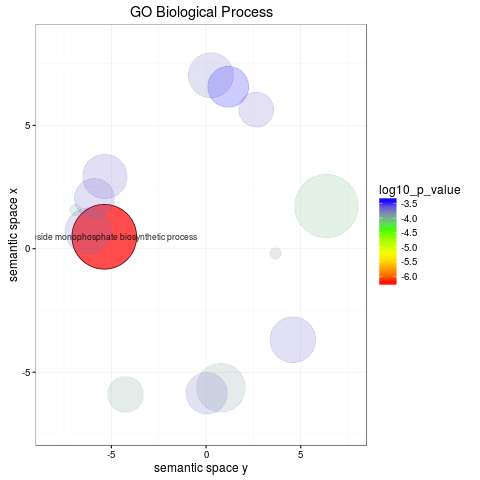 GO Biological Process
semantic space x
5
0
-5
side monophosphate biosynthetic process
-5
0
5
semantic space y
log10_p_value
-3.5
-4.0
-4.5
-5.0
-5.5
-6.0